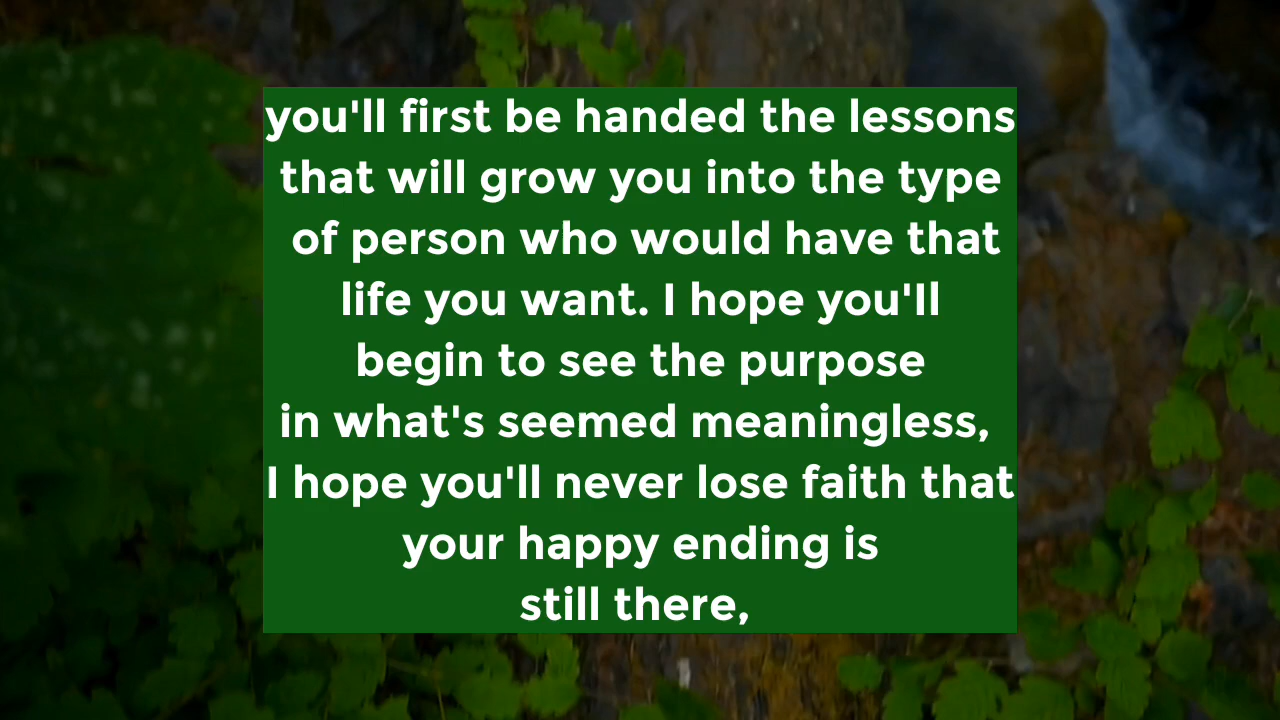 you'll first be handed the lessons
that will grow you into the type
of person who would have that
life you want. I hope you'Il
begin to see the purpose
in what's seemed meaningless,
I hope you'll never lose faith that
your happy ending is
still there,